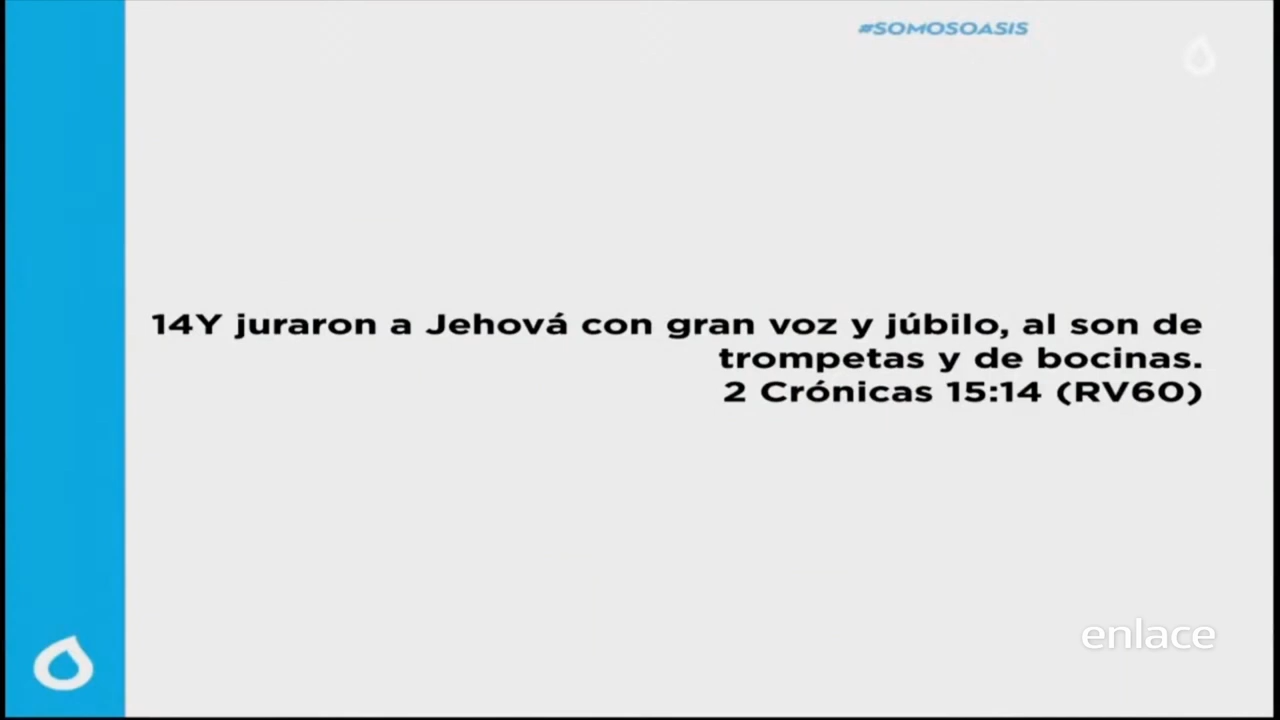 #SOMOSOASIS
14Y juraron a Jehová con gran voz y júbilo, al son de
trompetas y de bocinas.
2 Crónicas 15:14 (RV60)
enlace